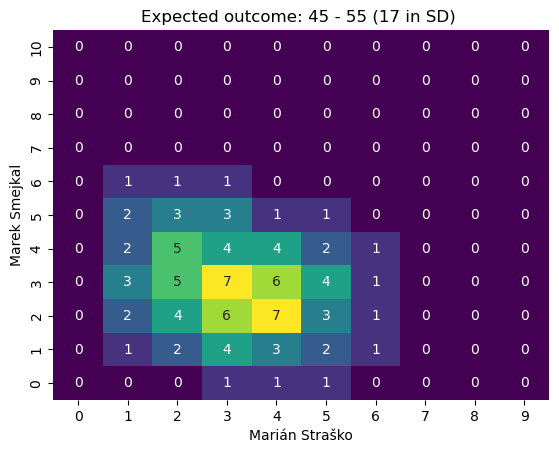 Expected outcome: 45 - 55 (17 in SD)
Marek Smejkal
10 0 0 0 0 0 0 0 0 0 0
9 0 0 0 0 0 0 0 0 0 0
8 0 0 0 0 0 0 0 0 0 0
7 0 0 0 0 0 0 0 0 0 0
6 0 1 1 1 0 0 0 0 0 0
5 0 2 3 3 1 1 0 0 0 0
4 0 2 5 4 4 2 1 0 0 0
3 0 3 5 7 6 4 1 0 0 0
2 0 2 4 6 7 3 1 0 0 0
1 0 1 2 4 3 2 1 0 0 0
0 0 0 0 1 1 1 0 0 0 0
0 1 2 3 4 5 6 7 8 9
Marián Straško